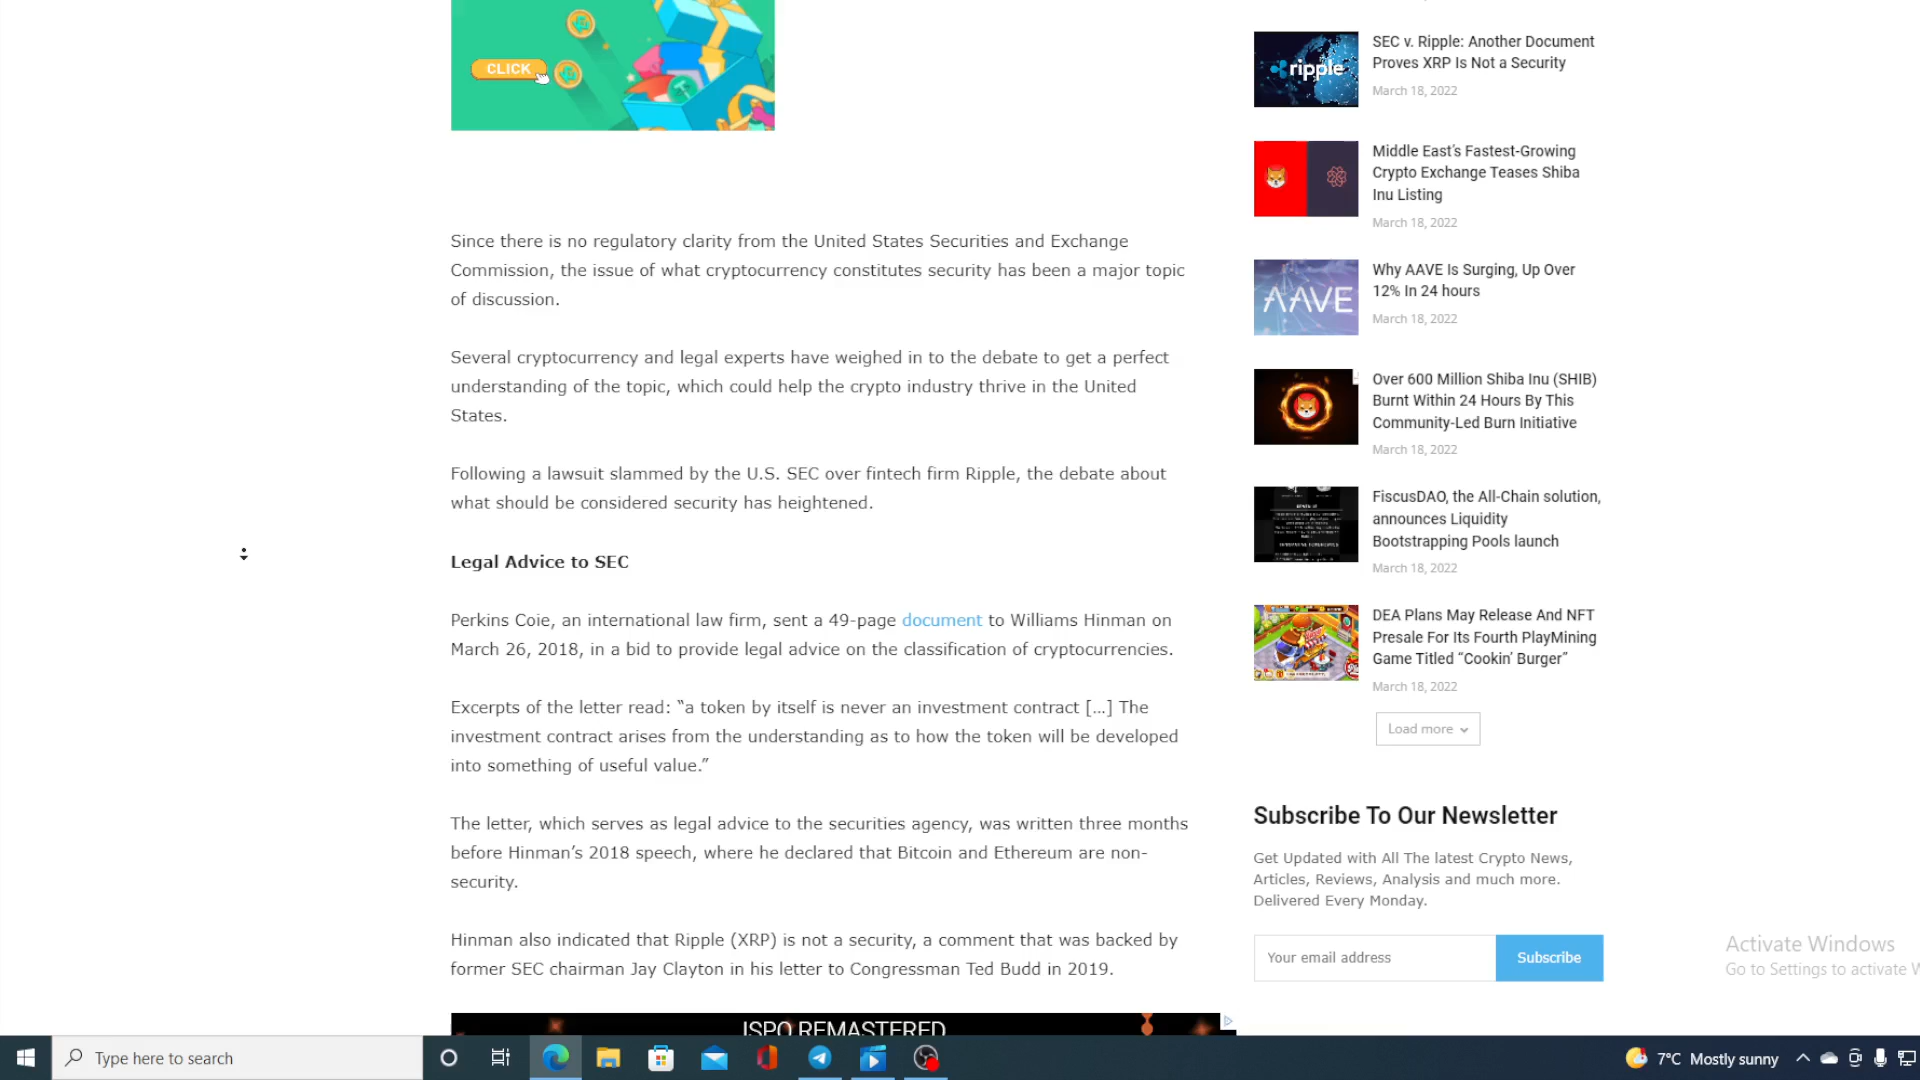 CLICK
Since there is no regulatory clarity from the United States Securities and Exchange
Commission, the issue of what cryptocurrency constitutes security has been a major topic
of discussion.
Several cryptocurrency and legal experts have weighed in to the debate to get a perfect
understanding of the topic, which could help the crypto industry thrive in the United
States.
Following a lawsuit slammed by the U.S. SEC over fintech firm Ripple, the debate about
what should be considered security has heightened.
Legal Advice to SEC
Perkins Coie, an international law firm, sent a 49-page document to Williams Hinman on
March 26, 2018, in a bid to provide legal advice on the classification of cryptocurrencies.
Excerpts of the letter read: “a token by itself is never an investment contract […] The
investment contract arises from the understanding as to how the token will be developed
into something of useful value.”
The letter, which serves as legal advice to the securities agency, was written three months
before Hinman’s 2018 speech, where he declared that Bitcoin and Ethereum are non-
security.
Hinman also indicated that Ripple (XRP) is not a security, a comment that was backed by
former SEC chairman Jay Clayton in his letter to Congressman Ted Budd in 2019.
ISPO REMASTERED
ripple
SEC v. Ripple: Another Document
Proves XRP Is Not a Security
March 18, 2022
Middle East’s Fastest-Growing
Crypto Exchange Teases Shiba
Inu Listing
March 18, 2022
AAVE
Why AAVE Is Surging, Up Over
12% In 24 hours
March 18, 2022
Over 600 Million Shiba Inu (SHIB)
Burnt Within 24 Hours By This
Community-Led Burn Initiative
March 18, 2022
FiscusDAO, the All-Chain solution,
announces Liquidity
Bootstrapping Pools launch
March 18, 2022
DEA Plans May Release And NFT
Presale For Its Fourth PlayMining
Game Titled “Cookin’ Burger”
March 18, 2022
Load more
Subscribe To Our Newsletter
Get Updated with All The latest Crypto News,
Articles, Reviews, Analysis and much more.
Delivered Every Monday.
Your email address
Subscribe
Activate Windows
Go to Settings to activate W
Type here to search
7°C Mostly sunny